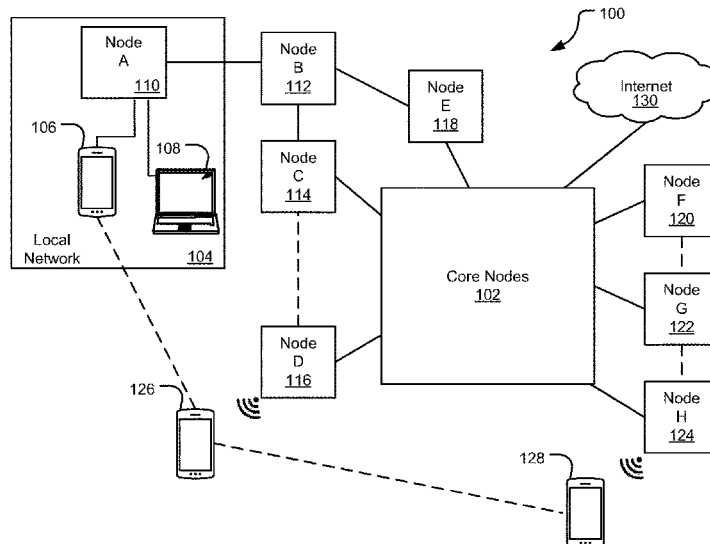 100
Node
A
110
Node
B
112
Node
E
118
Internet
130
106
108
Node
C
114
Node
F
120
Local
Network
104
Core Nodes
102
Node
G
122
Node
D
116
Node
H
124
126
128